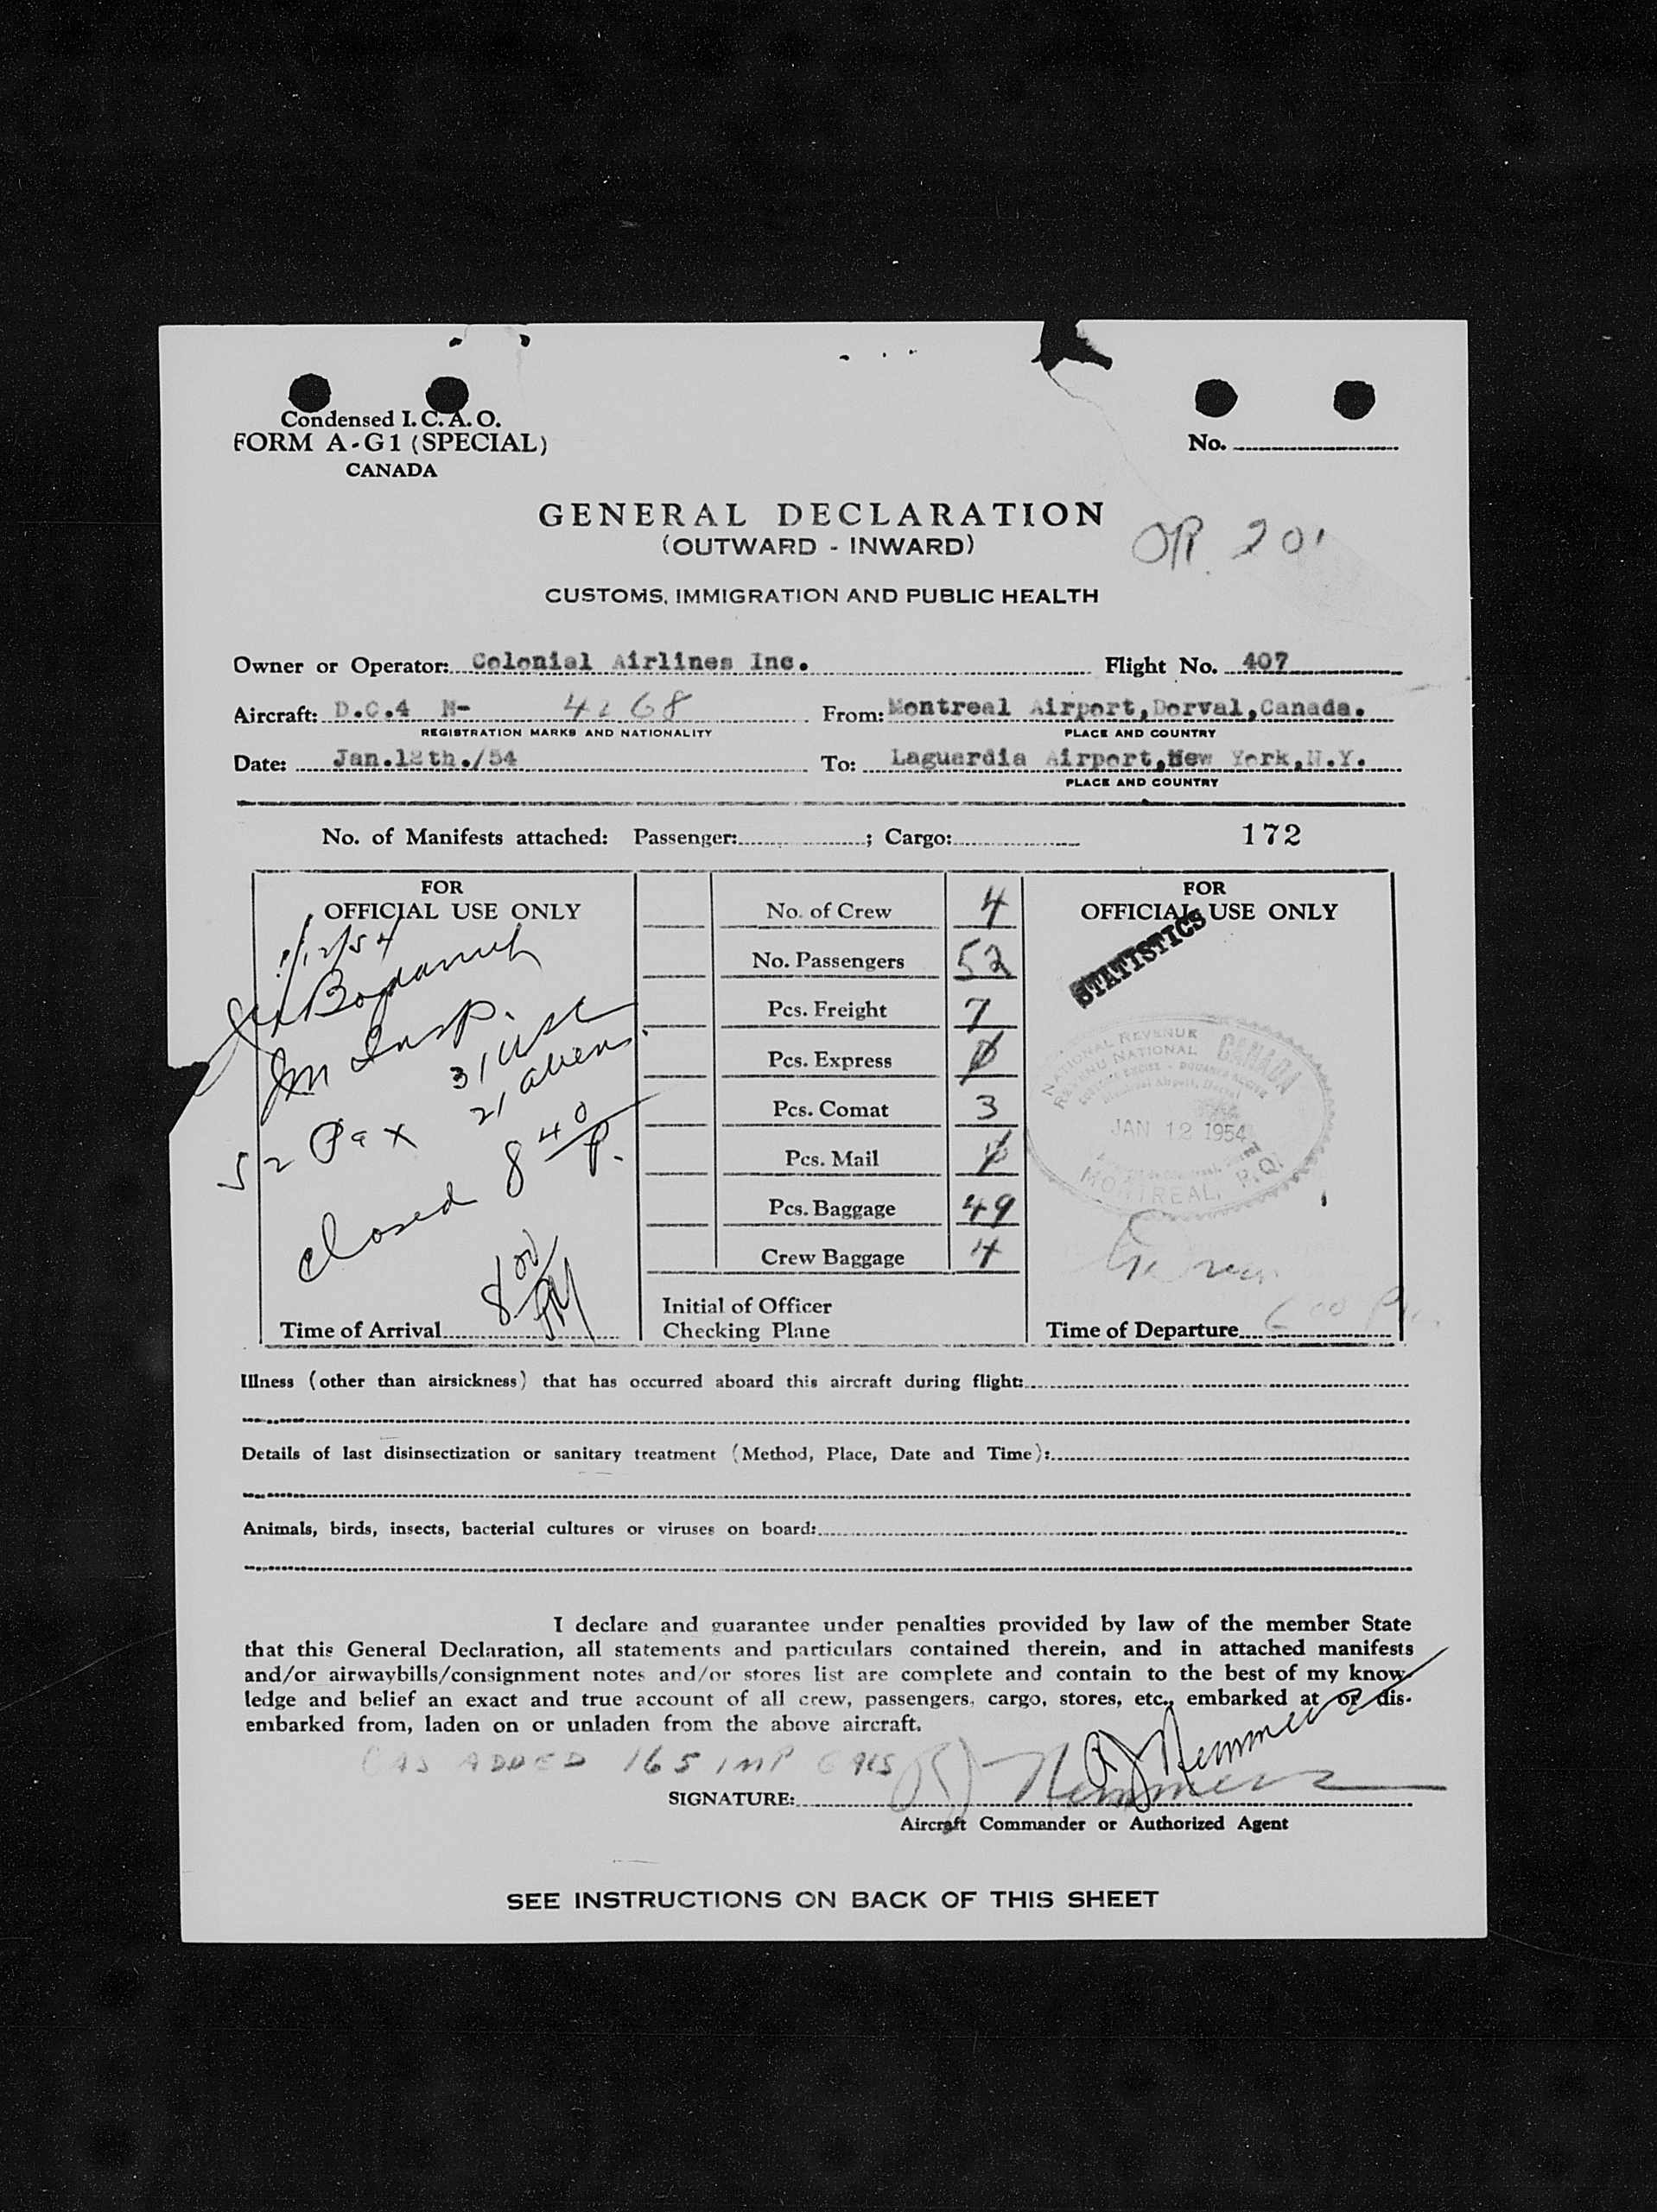 Condensed I. C. A. O.
FORM A-G1 (SPECIAL)
CANADA
No.
GENERAL DECLARATION
(OUTWARD - INWARD)
OR. 201
CUSTOMS, IMMIGRATION AND PUBLIC HEALTH
Owner or Operator: Colonial Airlines Inc. Flight No. 407
Aircraft: D.C.4 N- 4268 From: Montreal Airport,Dorval,Canada.
REGISTRATION MARKS AND NATIONALITY PLACE AND COUNTRY
Date: Jan.12th./54 To: Laguardia Airport,New York,N.Y.
PLACE AND COUNTRY
No. of Manifests attached: Passenger: ; Cargo: 172
FOR
OFFICIAL USE ONLY
1/12/54
Im Insp.
31 USC
21 aliens.
52 Pax
closed 8 40 P.
8 00 PM
Time of Arrival
No. of Crew 4
No. Passengers 52
Pcs. Freight 7
Pcs. Express 0
Pcs. Comat 3
Pcs. Mail 0
Pcs. Baggage 49
Crew Baggage 4
Initial of Officer
Checking Plane
FOR
OFFICIAL USE ONLY
STATISTICS
NATIONAL REVENUE
REVENU NATIONAL
CANADA
JAN 12 1954
MONTREAL, P.Q.
Time of Departure 6 00 P
Illness (other than airsickness) that has occurred aboard this aircraft during flight:
Details of last disinsectization or sanitary treatment (Method, Place, Date and Time):
Animals, birds, insects, bacterial cultures or viruses on board:
I declare and guarantee under penalties provided by law of the member State
that this General Declaration, all statements and particulars contained therein, and in attached manifests
and/or airwaybills/consignment notes and/or stores list are complete and contain to the best of my know-
ledge and belief an exact and true account of all crew, passengers, cargo, stores, etc., embarked at or dis-
embarked from, laden on or unladen from the above aircraft.
GAS ADDED 165 IMP GALS
SIGNATURE:
Aircraft Commander or Authorized Agent
SEE INSTRUCTIONS ON BACK OF THIS SHEET